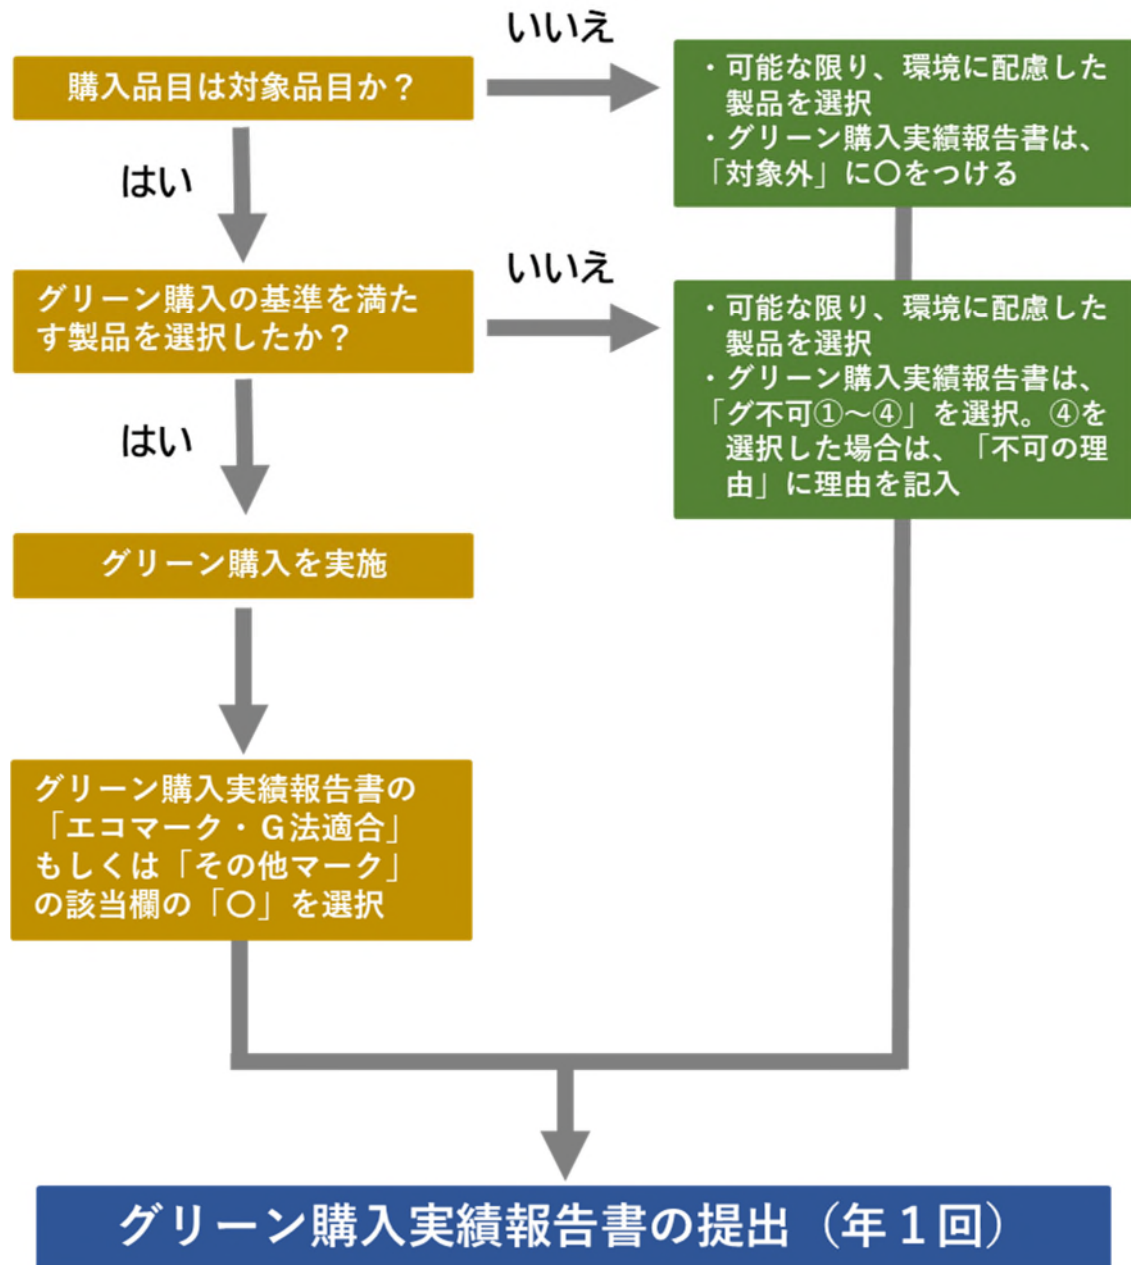 いいえ
購入品目は対象品目か？
・可能な限り、環境に配慮した
製品を選択
・グリーン購入実績報告書は、
「対象外」に〇をつける
はい
いいえ
グリーン購入の基準を満た
す製品を選択したか？
・可能な限り、環境に配慮した
製品を選択
・グリーン購入実績報告書は、
「グ不可①～④」を選択。④を
選択した場合は、「不可の理
由」に理由を記入
はい
グリーン購入を実施
グリーン購入実績報告書の
「エコマーク・Ｇ法適合」
もしくは「その他マーク」
の該当欄の「〇」を選択
グリーン購入実績報告書の提出（年１回）